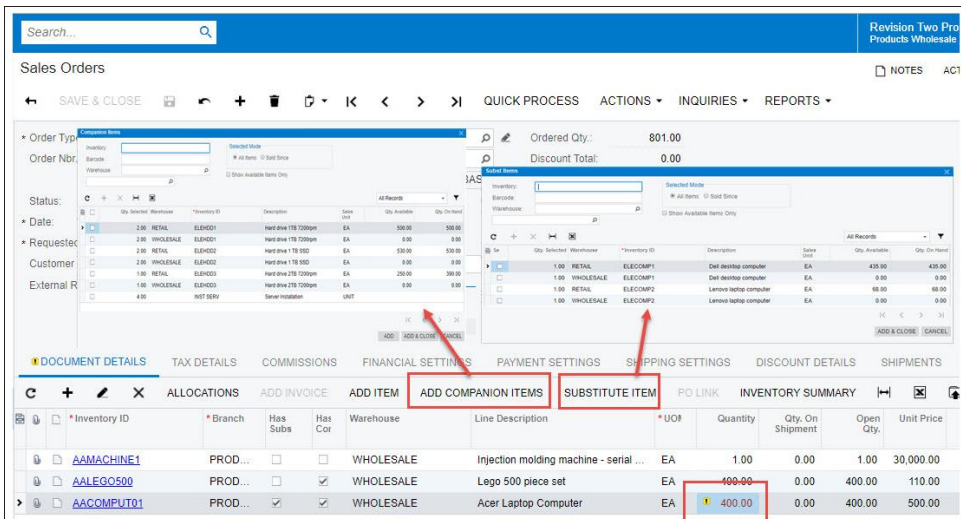 Search...
Revision Two Pro
Products Wholesale
Sales Orders
NOTES
ACT
SAVE & CLOSE
QUICK PROCESS
ACTIONS
INQUIRIES
REPORTS
* Order Typ
Order Nbr.
Status:
* Date:
* Requested
Customer
External R
Ordered Qty.: 801.00
Discount Total: 0.00
Companion Items
Inventory:
Barcode:
Warehouse:
Selected Mode
All Items Sold Since
Show Available Items Only
All Records
Qty. Selected Warehouse *Inventory ID Description Sales Unit Qty. Available Qty. On Hand
2.00 RETAIL ELEHDD1 Hard drive 1TB 7200rpm EA 500.00 500.00
2.00 WHOLESALE ELEHDD1 Hard drive 1TB 7200rpm EA 0.00 0.00
2.00 RETAIL ELEHDD2 Hard drive 1 TB SSD EA 530.00 530.00
2.00 WHOLESALE ELEHDD2 Hard drive 1 TB SSD EA 0.00 0.00
1.00 RETAIL ELEHDD3 Hard drive 2TB 7200rpm EA 250.00 390.00
1.00 WHOLESALE ELEHDD3 Hard drive 2TB 7200rpm EA 0.00 0.00
4.00 INST SERV Server Installation UNIT
ADD ADD & CLOSE CANCEL
BAS
Subst Items
Inventory:
Barcode:
Warehouse:
Selected Mode
All Items Sold Since
Show Available Items Only
All Records
Se Qty. Selected Warehouse *Inventory ID Description Sales Unit Qty. Available Qty. On Hand
1.00 RETAIL ELECOMP1 Dell desktop computer EA 435.00 435.00
1.00 WHOLESALE ELECOMP1 Dell desktop computer EA 0.00 0.00
1.00 RETAIL ELECOMP2 Lenovo laptop computer EA 68.00 68.00
1.00 WHOLESALE ELECOMP2 Lenovo laptop computer EA 0.00 0.00
ADD & CLOSE CANCEL
DOCUMENT DETAILS TAX DETAILS COMMISSIONS FINANCIAL SETTINGS PAYMENT SETTINGS SHIPPING SETTINGS DISCOUNT DETAILS SHIPMENTS
ALLOCATIONS ADD INVOICE ADD ITEM ADD COMPANION ITEMS SUBSTITUTE ITEM PO LINK INVENTORY SUMMARY
* Inventory ID * Branch Has Subs Has Cor Warehouse Line Description * UOM Quantity Qty. On Shipment Open Qty. Unit Price
AAMACHINE1 PROD... WHOLESALE Injection molding machine - serial ... EA 1.00 0.00 1.00 30,000.00
AALEGO500 PROD... WHOLESALE Lego 500 piece set EA 400.00 0.00 400.00 110.00
AACOMPUT01 PROD... WHOLESALE Acer Laptop Computer EA 400.00 0.00 400.00 500.00